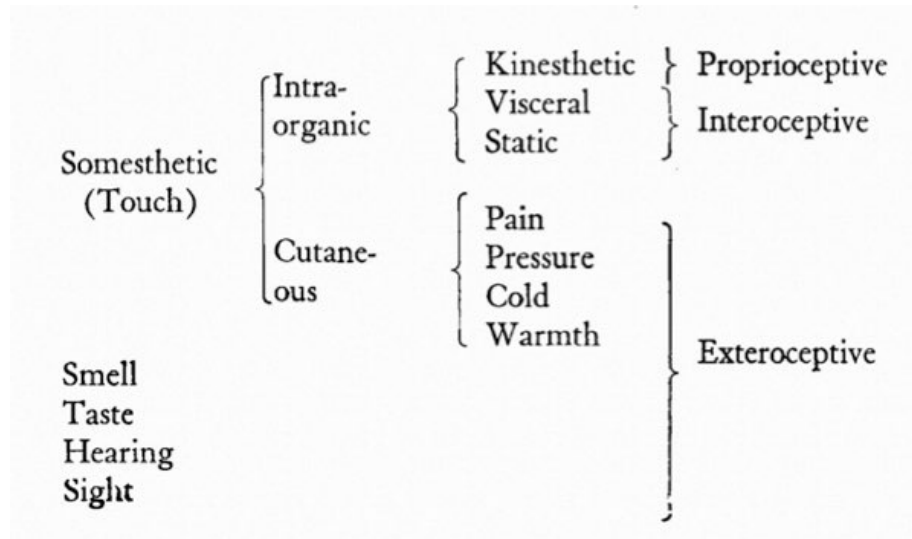 Kinesthetic Proprioceptive
Intra-
organic
Visceral
Static
Interoceptive
Somesthetic
(Touch)
Cutane-
ous
Pain
Pressure
Cold
Warmth
Exteroceptive
Smell
Taste
Hearing
Sight